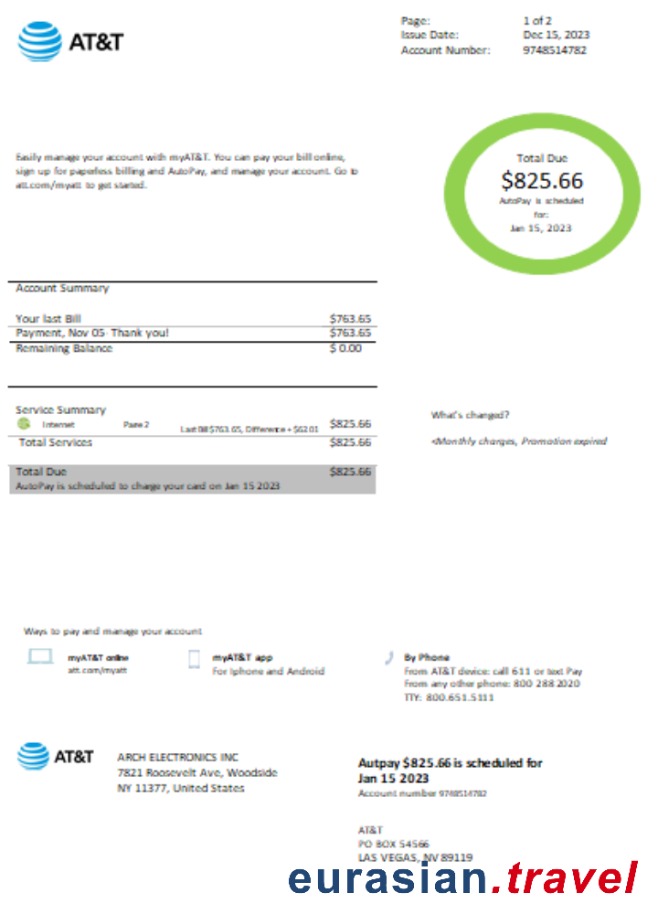 AT&T
Page: 1 of 2
Issue Date: Dec 15, 2023
Account Number: 9748514782
Easily manage your account with myAT&T. You can pay your bill online,
sign up for paperless billing and AutoPay, and manage your account. Go to
att.com/myatt to get started.
Total Due
$825.66
AutoPay is scheduled
for:
Jan 15, 2023
Account Summary
Your last Bill $763.65
Payment, Nov 05- Thank you! $763.65
Remaining Balance $ 0.00
Service Summary
Internet Page 2 Last Bill $763.65, Difference + $62.01 $825.66
Total Services $825.66
What's changed?
<Monthly charges, Promotion expired
Total Due $825.66
AutoPay is scheduled to charge your card on Jan 15 2023
Ways to pay and manage your account
myAT&T online
att.com/myatt
myAT&T app
For Iphone and Android
By Phone
From AT&T device: call 611 or text Pay
From any other phone: 800 288 2020
TTY: 800.651.5111
AT&T
ARCH ELECTRONICS INC
7821 Roosevelt Ave, Woodside
NY 11377, United States
Autpay $825.66 is scheduled for
Jan 15 2023
Account number 9748514782
AT&T
PO BOX 54566
LAS VEGAS, NV 89119
eurasian.travel